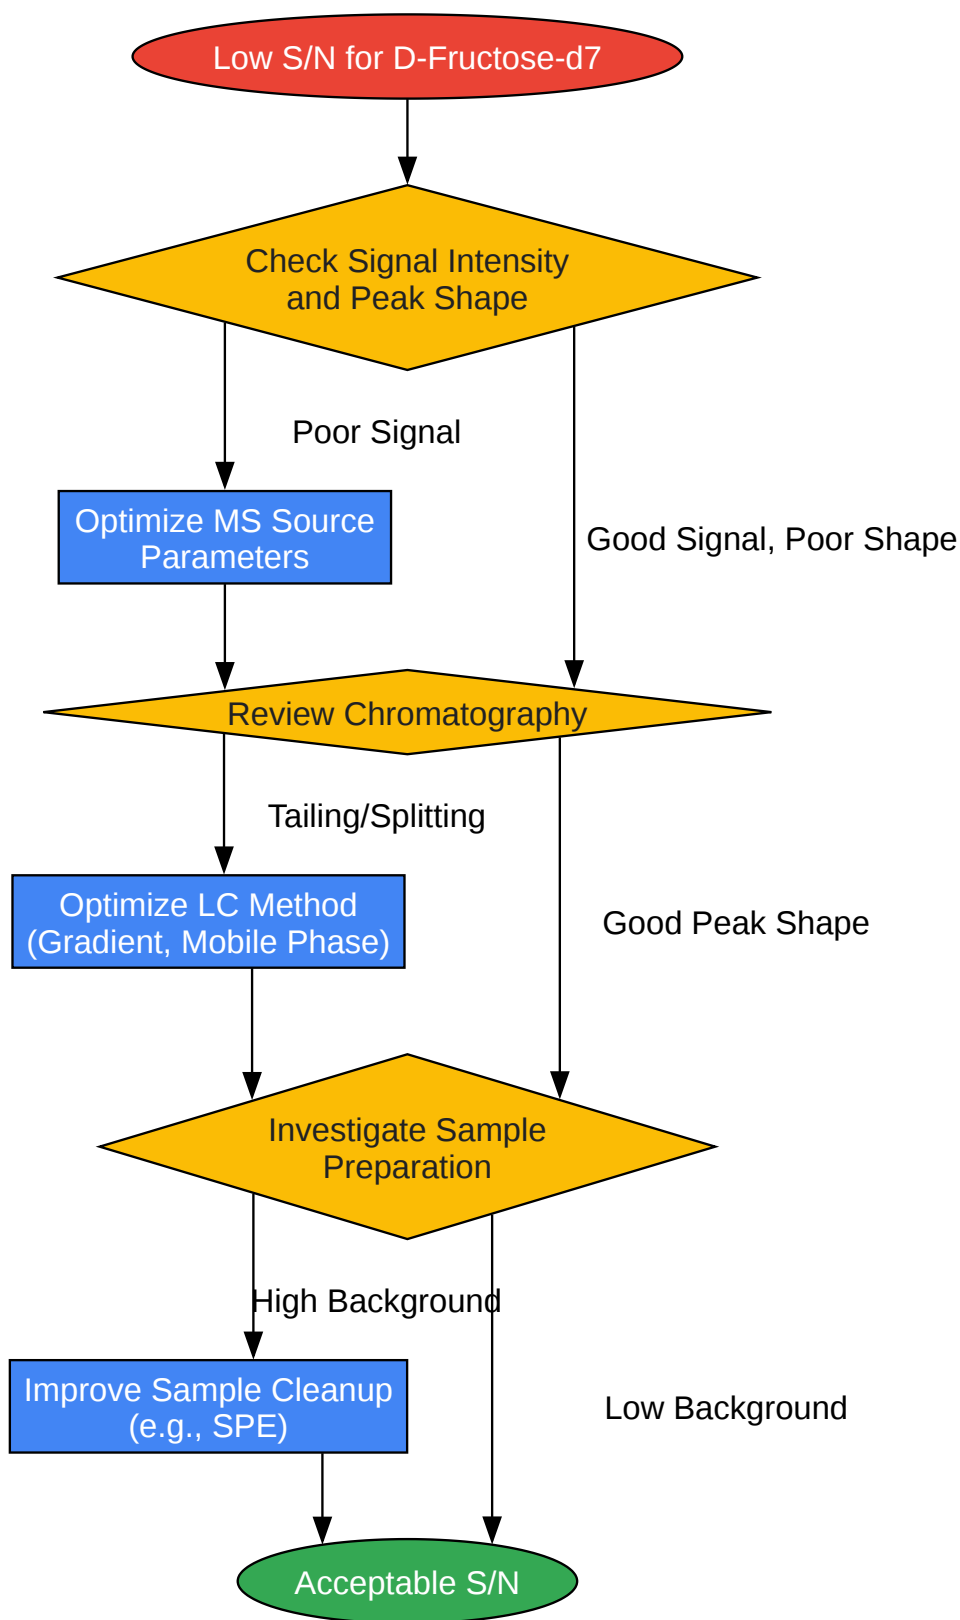 Low S/N for D-Fructose-d7
Check Signal Intensity
and Peak Shape
Poor Signal
Optimize MS Source
Parameters
Good Signal, Poor Shape
Review Chromatography
Tailing/Splitting
Optimize LC Method
(Gradient, Mobile Phase)
Good Peak Shape
Investigate Sample
Preparation
High Background
Improve Sample Cleanup
(e.g., SPE)
Low Background
Acceptable S/N